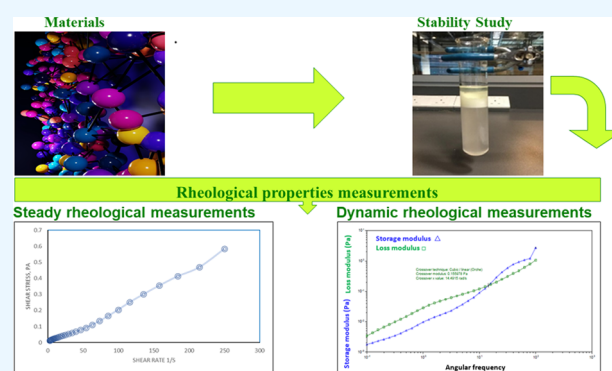 Materials
Stability Study
Rheological properties measurements
Steady rheological measurements
Dynamic rheological measurements
0.7
0.6
0.5
0.4
0.3
0.2
0.1
0
0
50
100
150
200
250
300
SHEAR STRESS, PA
SHEAR RATE 1/S
Storage modulus
Loss modulus
Loss modulus (Pa)
Storage modulus (Pa)
Angular frequency